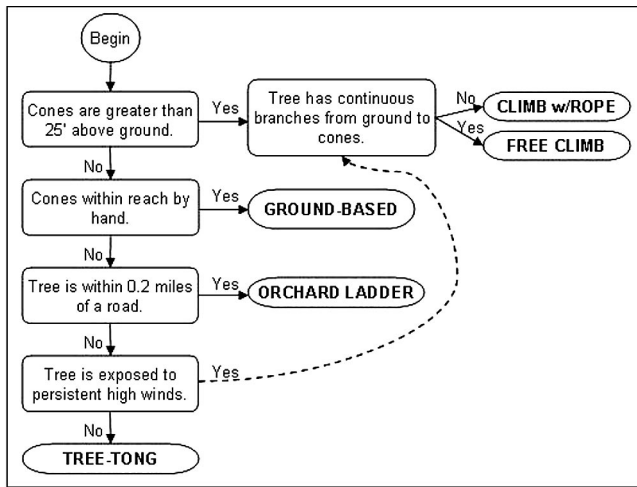 Begin
Cones are greater than
25' above ground.
Yes
Tree has continuous
branches from ground to
cones.
No
CLIMB w/ROPE
Yes
FREE CLIMB
No
Cones within reach by
hand.
Yes
GROUND-BASED
No
Tree is within 0.2 miles
of a road.
Yes
ORCHARD LADDER
No
Tree is exposed to
persistent high winds.
Yes
No
TREE-TONG